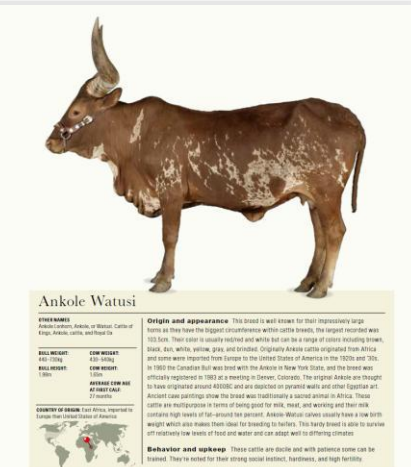 Ankole Watusi
OTHER NAMES
Ankole Lonhorn, Ankole, or Watusi. Cattle of
Kings, Ankole, cattle, and Royal Ox
BULL WEIGHT:
440–730kg
COW WEIGHT:
430–540kg
BULL HEIGHT:
COW HEIGHT:
AVERAGE COW AGE
AT FIRST CALF:
27 months
COUNTRY OF ORIGIN: East Africa, imported to
Europe then United States of America
Origin and appearance This breed is well known for their impressively large
horns as they have the biggest circumference within cattle breeds, the largest recorded was
103.5cm. Their color is usually red/red and white but can be a range of colors including brown,
black, dun, white, yellow, gray, and brindled. Originally Ankole cattle originated from Africa
and some were imported from Europe to the United States of America in the 1920s and '30s.
In 1960 the Canadian Bull was bred with the Ankole in New York State, and the breed was
officially registered in 1983 at a meeting in Denver, Colorado. The original Ankole are thought
to have originated around 4000BC and are depicted on pyramid walls and other Egyptian art.
Ancient case paintings show the breed was traditionally a sacred animal in Africa. These
cattle are multipurpose in terms of being good for milk, meat, and working and their milk
contains high levels of fat–around ten percent. Ankole-Watusi calves usually have a low birth
weight which also makes them ideal for breeding to heifers. This hardy breed is able to survive
off relatively low levels of food and water and can adapt well to differing climates
Behavior and upkeep These cattle are docile and with patience some can be
trained. They're noted for their strong social instinct, hardiness, and high fertility.